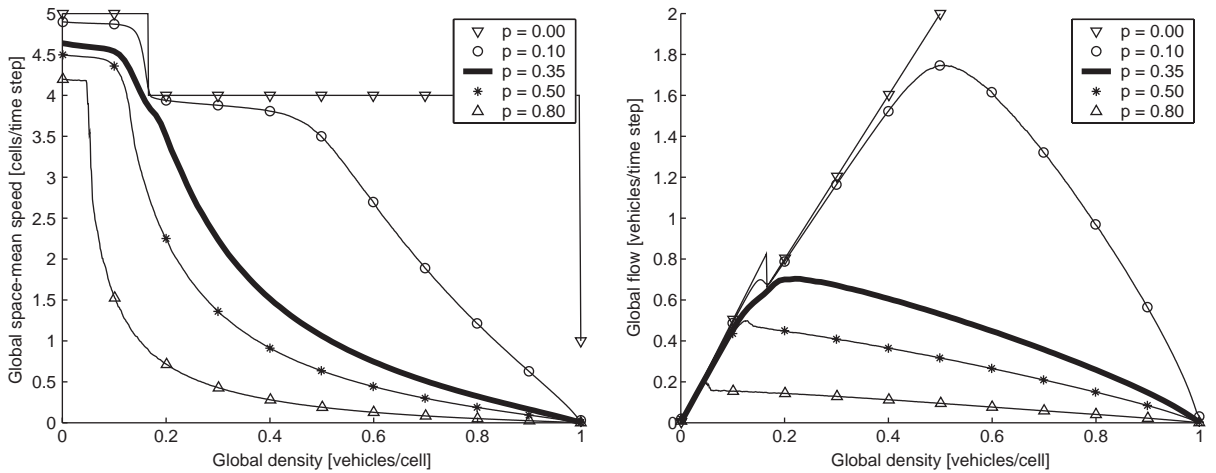 5
4.5
4
3.5
3
2.5
2
1.5
1
0.5
0
0
0.2
0.4
0.6
0.8
1
Global space-mean speed [cells/time step]
Global density [vehicles/cell]
p = 0.00
p = 0.10
p = 0.35
p = 0.50
p = 0.80
2
1.8
1.6
1.4
1.2
1
0.8
0.6
0.4
0.2
0
0
0.2
0.4
0.6
0.8
1
Global flow [vehicles/time step]
Global density [vehicles/cell]
p = 0.00
p = 0.10
p = 0.35
p = 0.50
p = 0.80